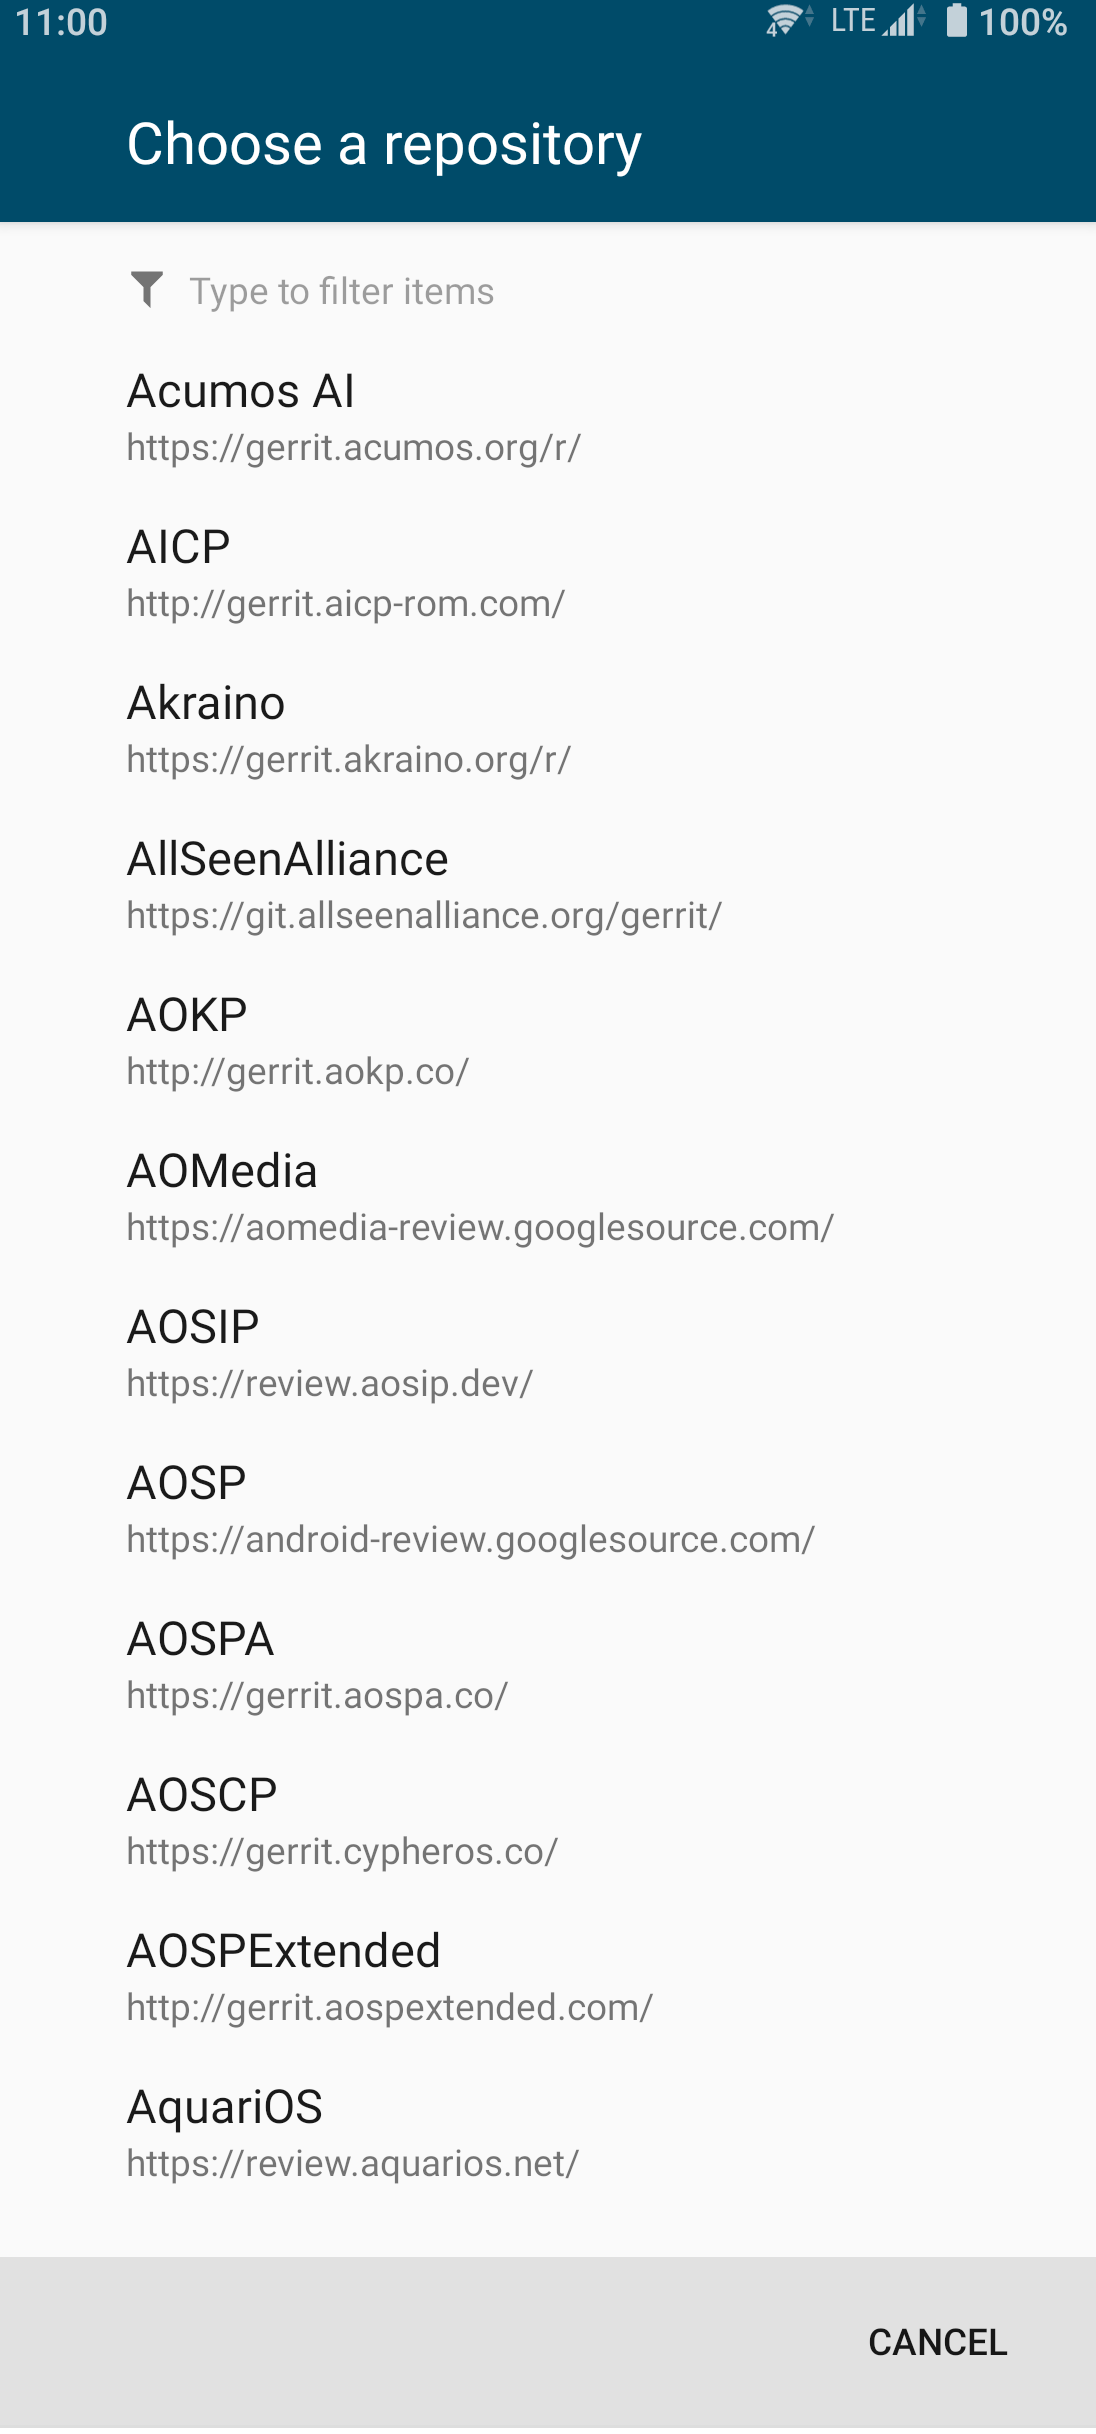 11:00 4 LTE 100%
Choose a repository
Type to filter items
Acumos AI
https://gerrit.acumos.org/r/
AICP
http://gerrit.aicp-rom.com/
Akraino
https://gerrit.akraino.org/r/
AllSeenAlliance
https://git.allseenalliance.org/gerrit/
AOKP
http://gerrit.aokp.co/
AOMedia
https://aomedia-review.googlesource.com/
AOSIP
https://review.aosip.dev/
AOSP
https://android-review.googlesource.com/
AOSPA
https://gerrit.aospa.co/
AOSCP
https://gerrit.cypheros.co/
AOSPExtended
http://gerrit.aospextended.com/
AquariOS
https://review.aquarios.net/
CANCEL